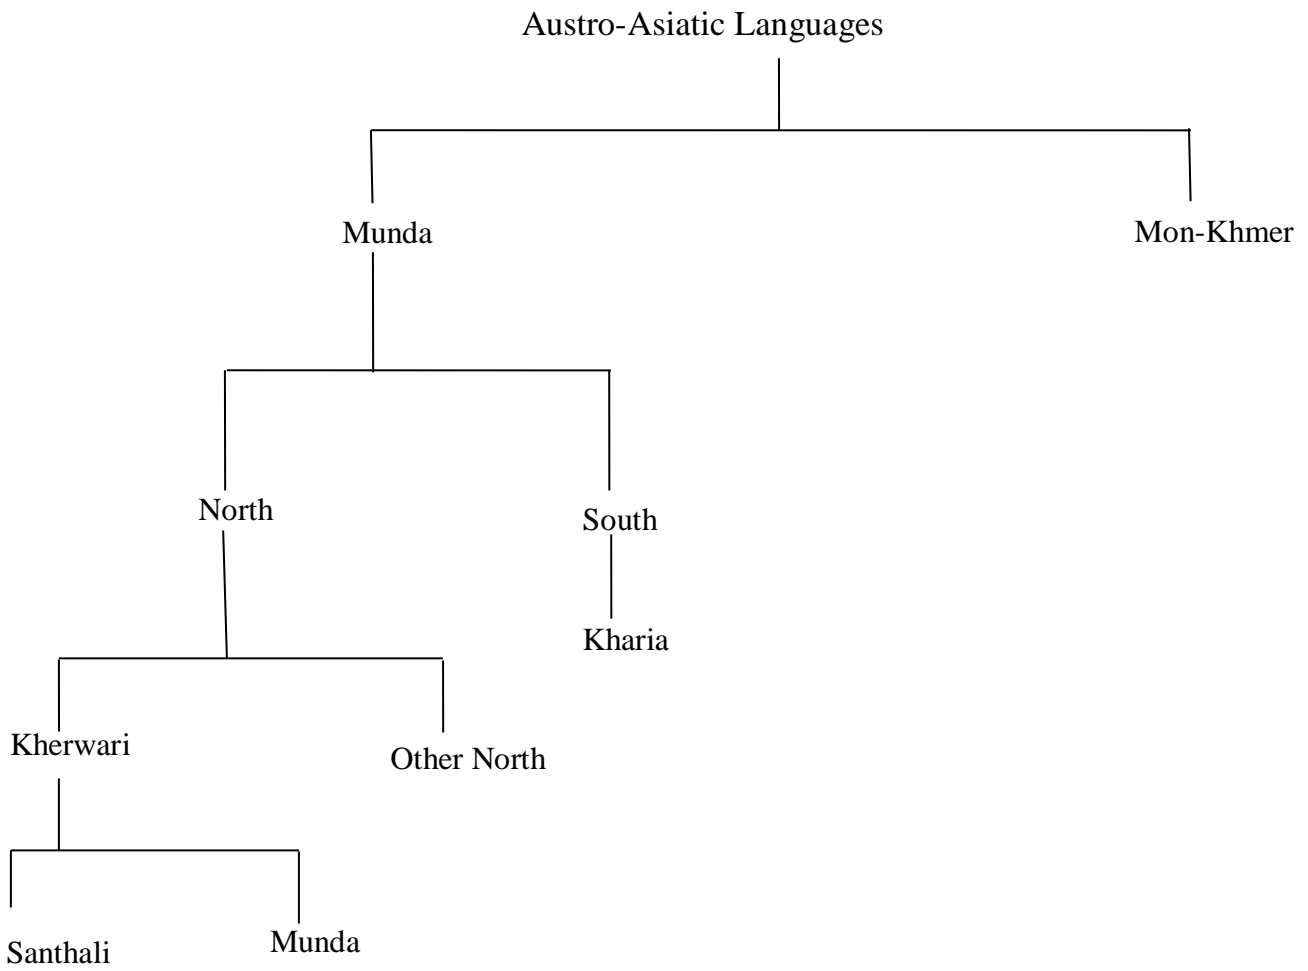 Austro-Asiatic Languages
Munda
Mon-Khmer
North
South
Kharia
Kherwari
Other North
Santhali
Munda